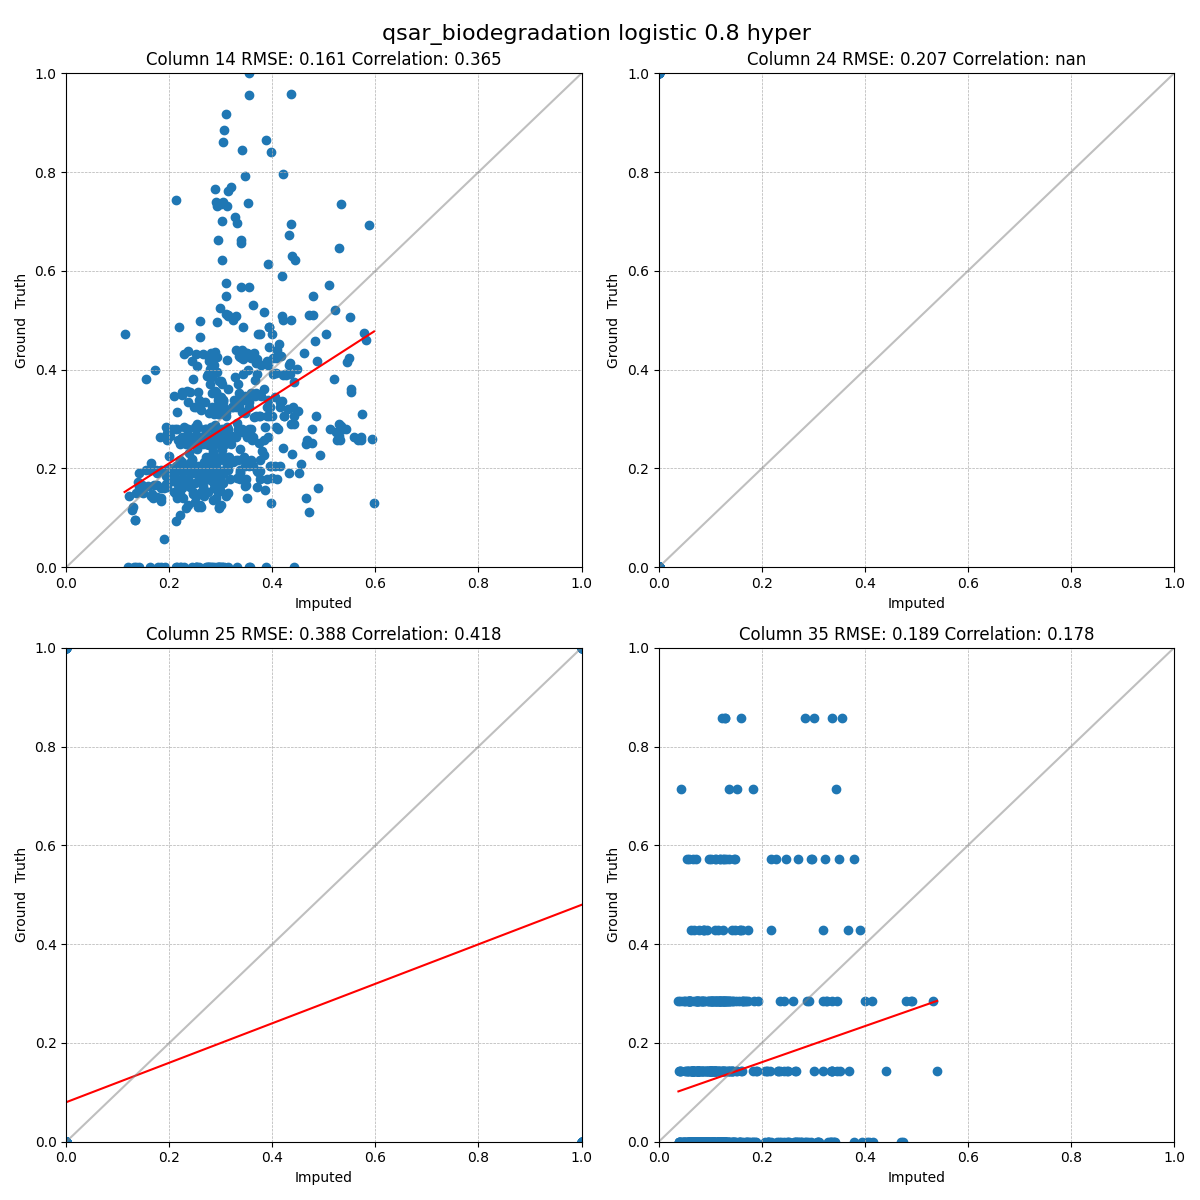 qsar_biodegradation logistic 0.8 hyper
Column 14 RMSE: 0.161 Correlation: 0.365
1.0
0.8
0.6
0.4
0.2
0.0
Ground Truth
0.0 0.2 0.4 0.6 0.8 1.0
Imputed
Column 24 RMSE: 0.207 Correlation: nan
1.0
0.8
0.6
0.4
0.2
0.0
Ground Truth
0.0 0.2 0.4 0.6 0.8 1.0
Imputed
Column 25 RMSE: 0.388 Correlation: 0.418
1.0
0.8
0.6
0.4
0.2
0.0
Ground Truth
0.0 0.2 0.4 0.6 0.8 1.0
Imputed
Column 35 RMSE: 0.189 Correlation: 0.178
1.0
0.8
0.6
0.4
0.2
0.0
Ground Truth
0.0 0.2 0.4 0.6 0.8 1.0
Imputed